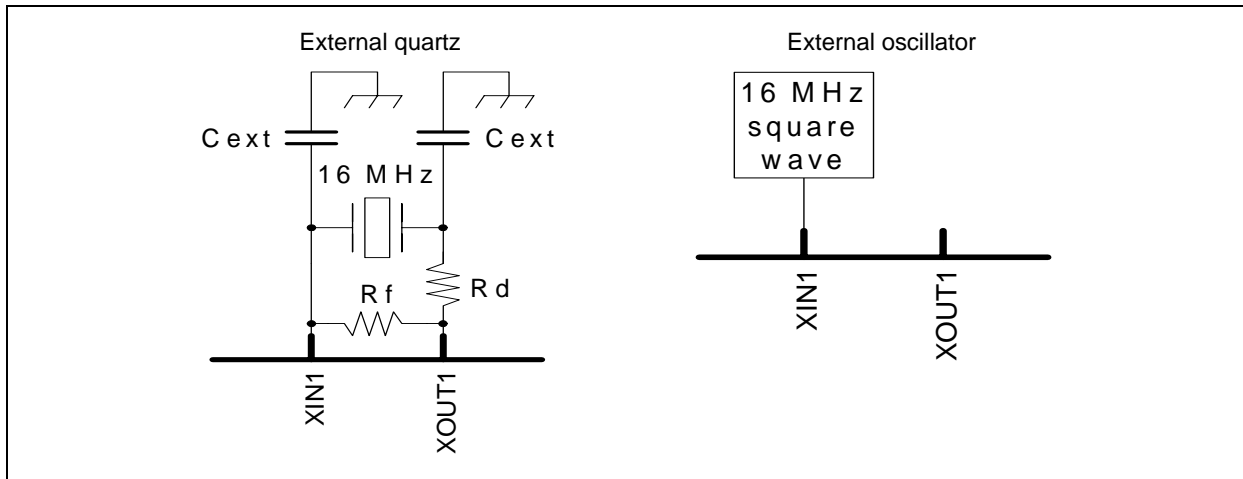 External quartz
Cext
Cext
16 MHz
Rd
Rf
XIN1
XOUT1
External oscillator
16 MHz
square
wave
XIN1
XOUT1